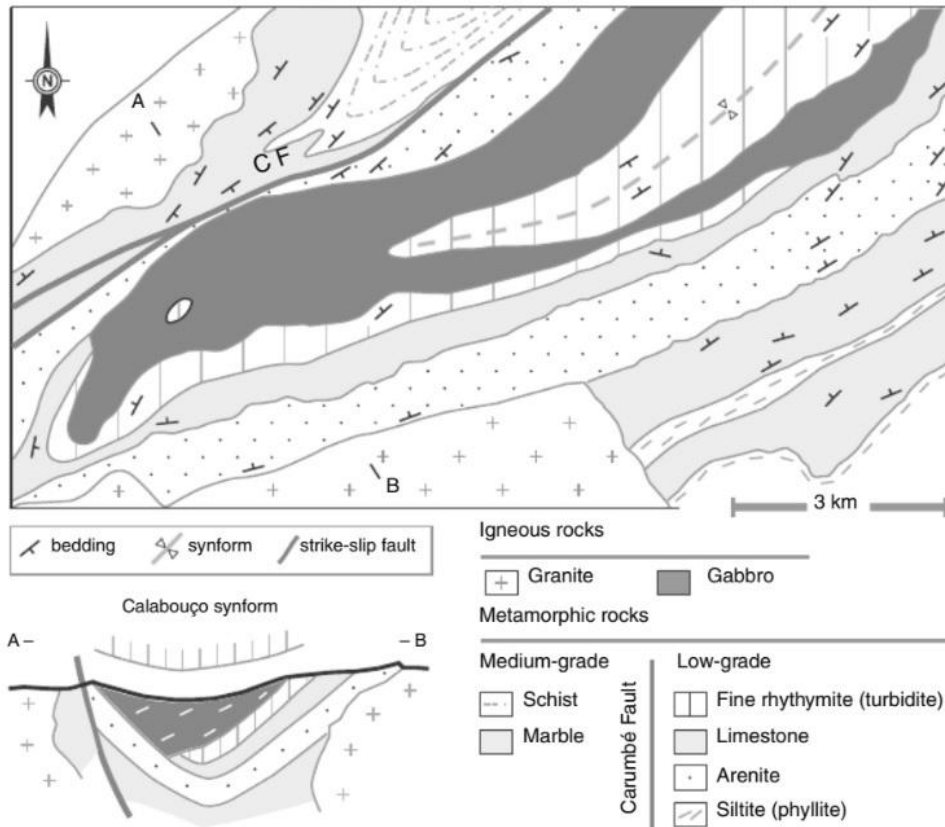 N
A
C F
B
3 km
bedding
synform
strike-slip fault
Calabouço synform
A –
– B
Igneous rocks
Granite
Gabbro
Metamorphic rocks
Medium-grade
Schist
Marble
Carumbé Fault
Low-grade
Fine rhythmite (turbidite)
Limestone
Arenite
Siltite (phyllite)